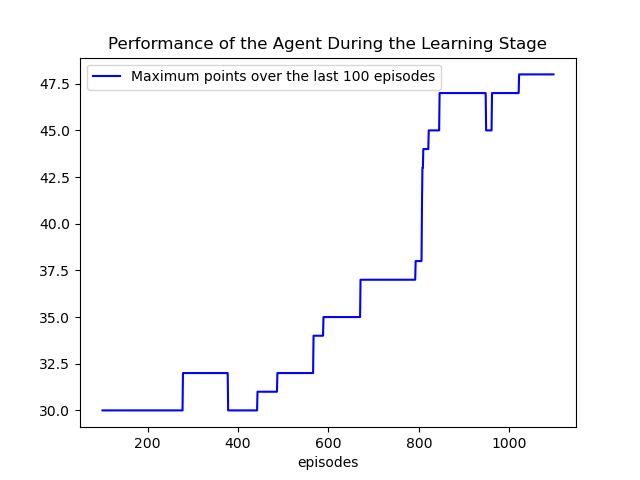 Performance of the Agent During the Learning Stage
Maximum points over the last 100 episodes
47.5
45.0
42.5
40.0
37.5
35.0
32.5
30.0
200 400 600 800 1000
episodes